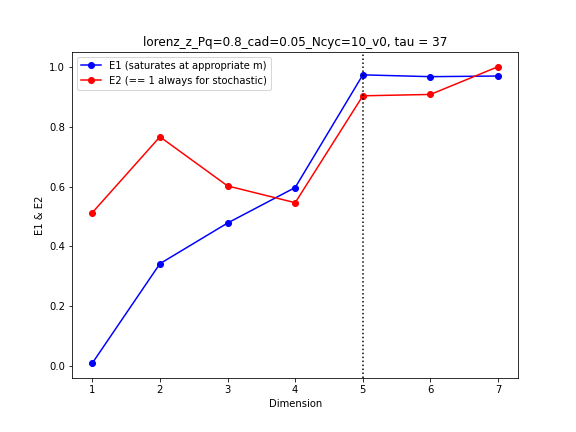 lorenz_z_Pq=0.8_cad=0.05_Ncyc=10_v0, tau = 37
E1 (saturates at appropriate m)
E2 (== 1 always for stochastic)
1.0
0.8
0.6
0.4
0.2
0.0
E1 & E2
1 2 3 4 5 6 7
Dimension